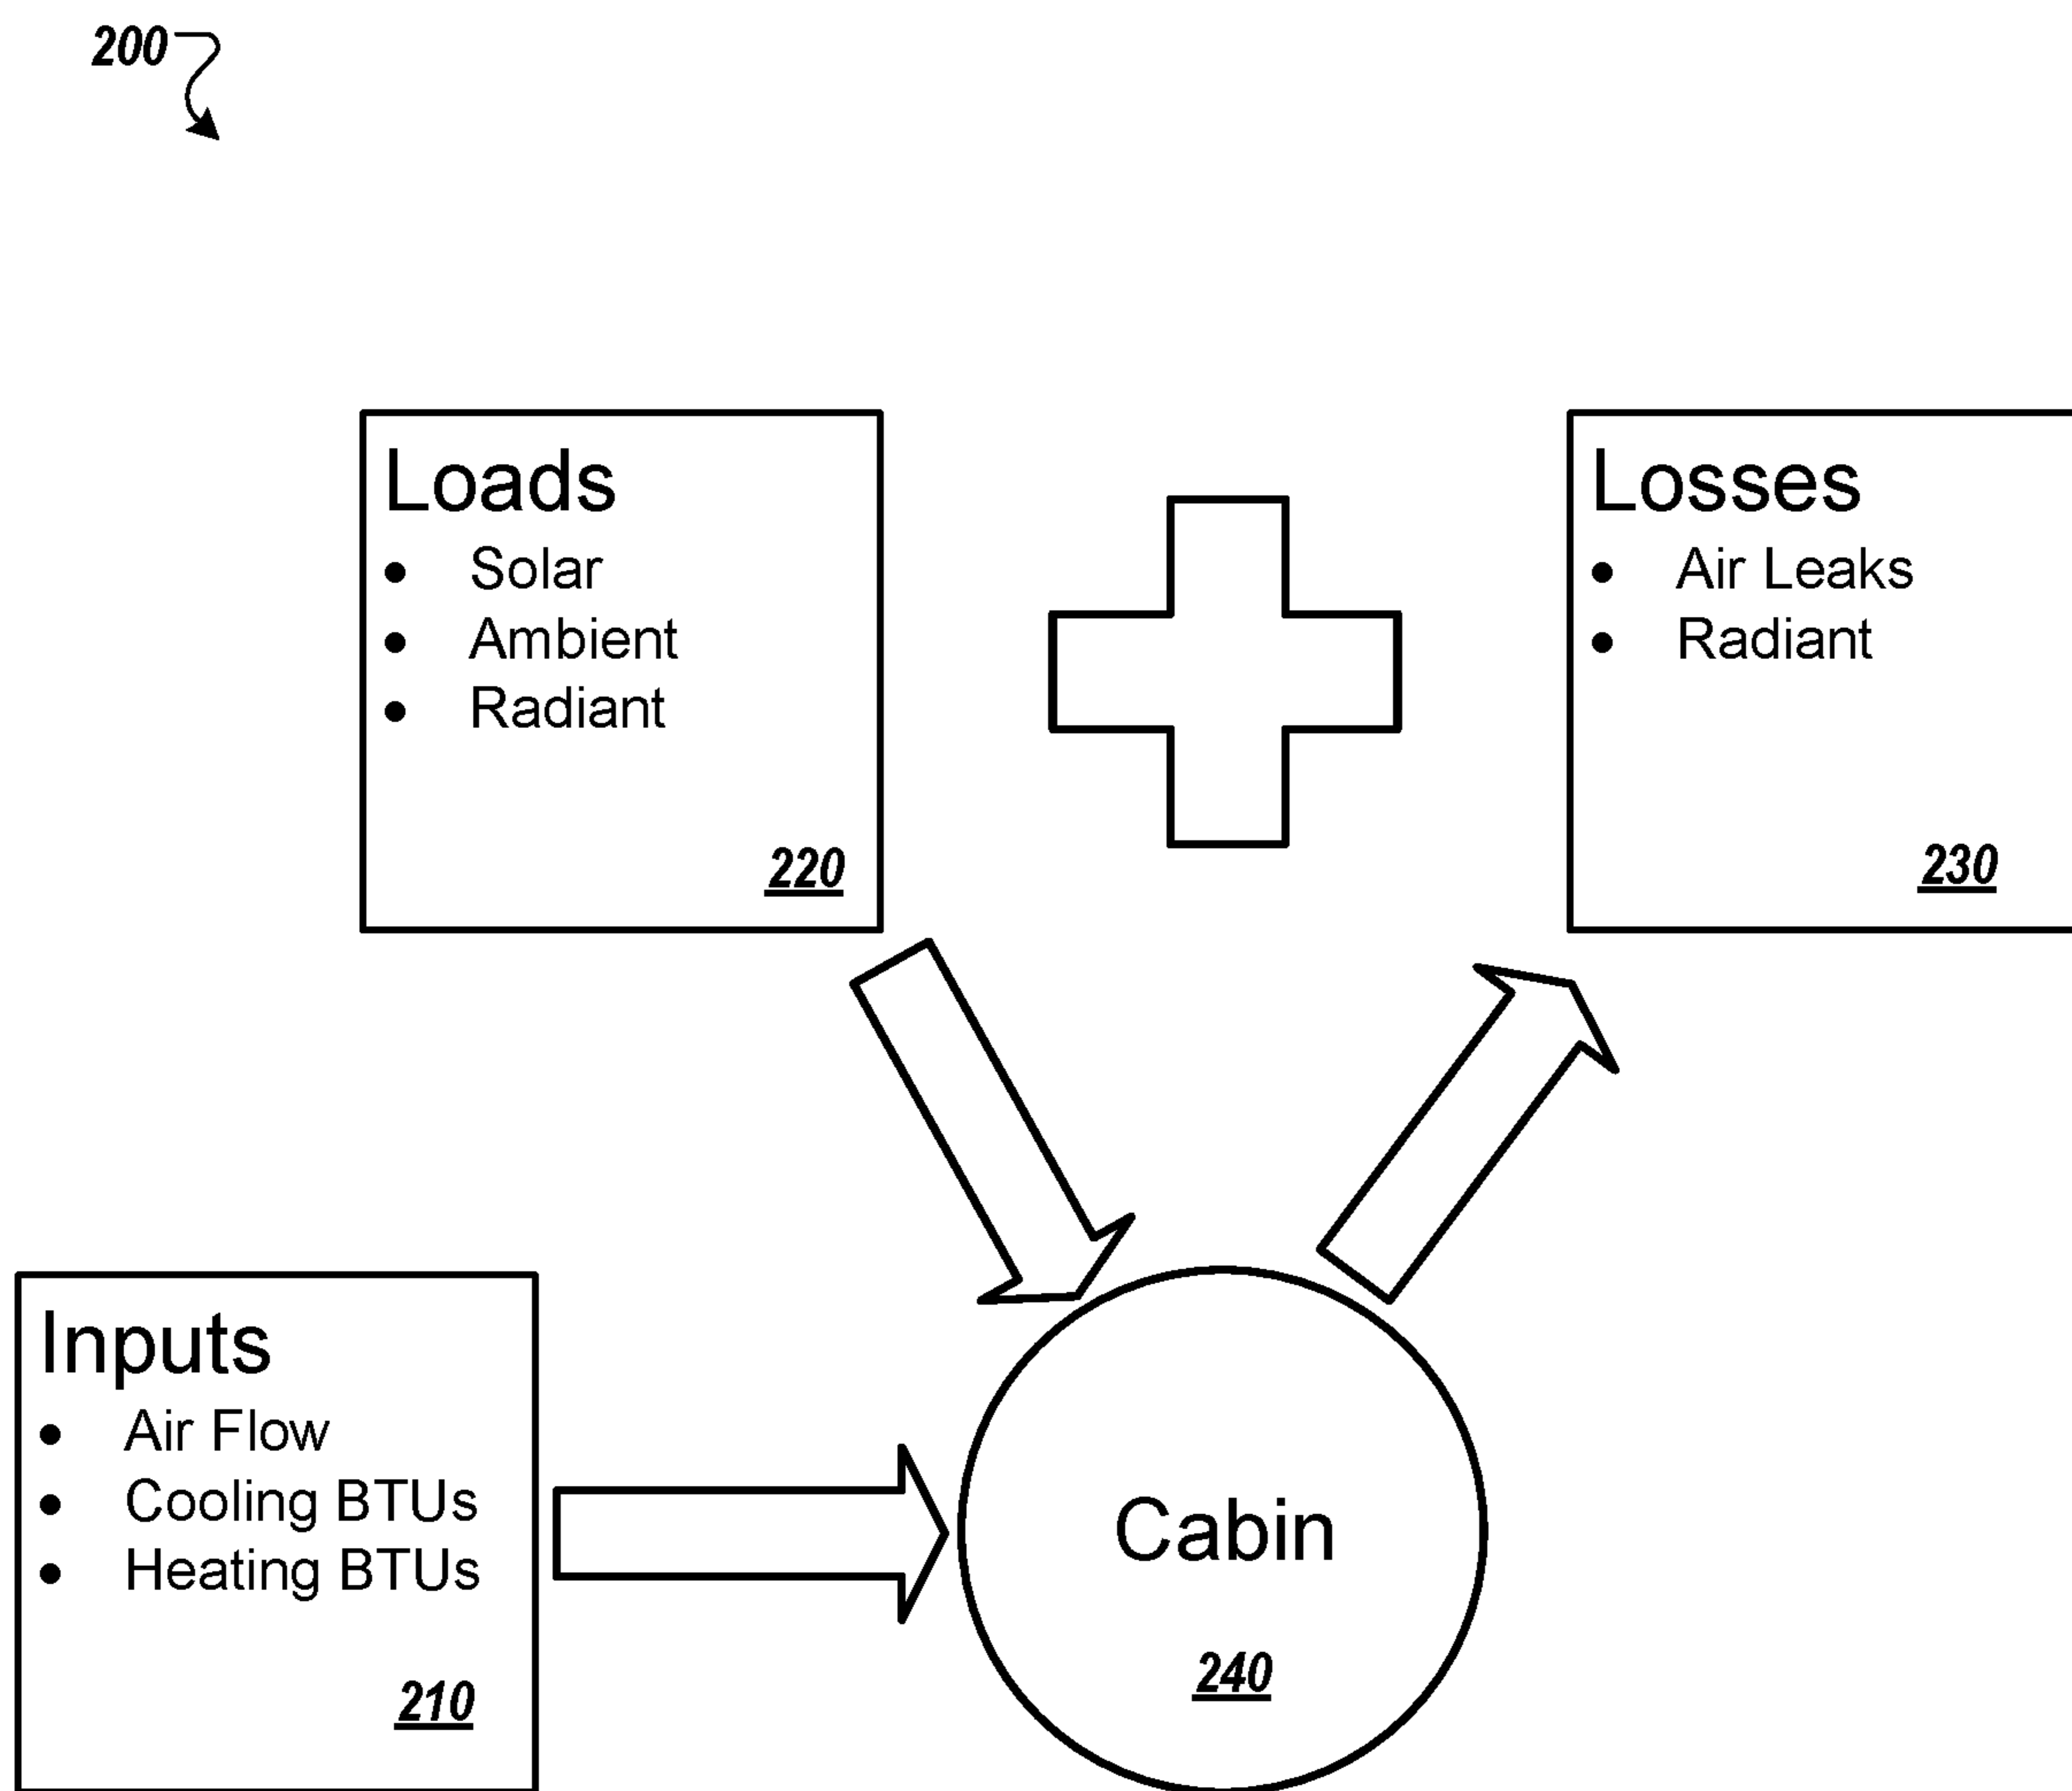 200
Loads
• Solar
• Ambient
• Radiant
220
Losses
• Air Leaks
• Radiant
230
Inputs
• Air Flow
• Cooling BTUs
• Heating BTUs
210
Cabin
240